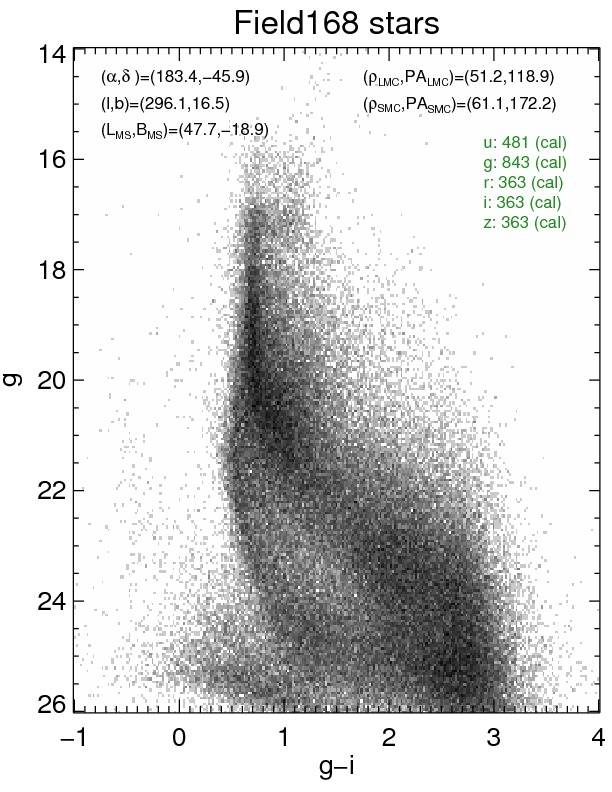 Field168 stars
(α,δ )=(183.4,−45.9)
(ρLMC,PALMC)=(51.2,118.9)
(l,b)=(296.1,16.5)
(ρSMC,PASMC)=(61.1,172.2)
(LMS,BMS)=(47.7,−18.9)
u: 481 (cal)
g: 843 (cal)
r: 363 (cal)
i: 363 (cal)
z: 363 (cal)
14
16
18
20
22
24
26
g
−1 0 1 2 3 4
g−i